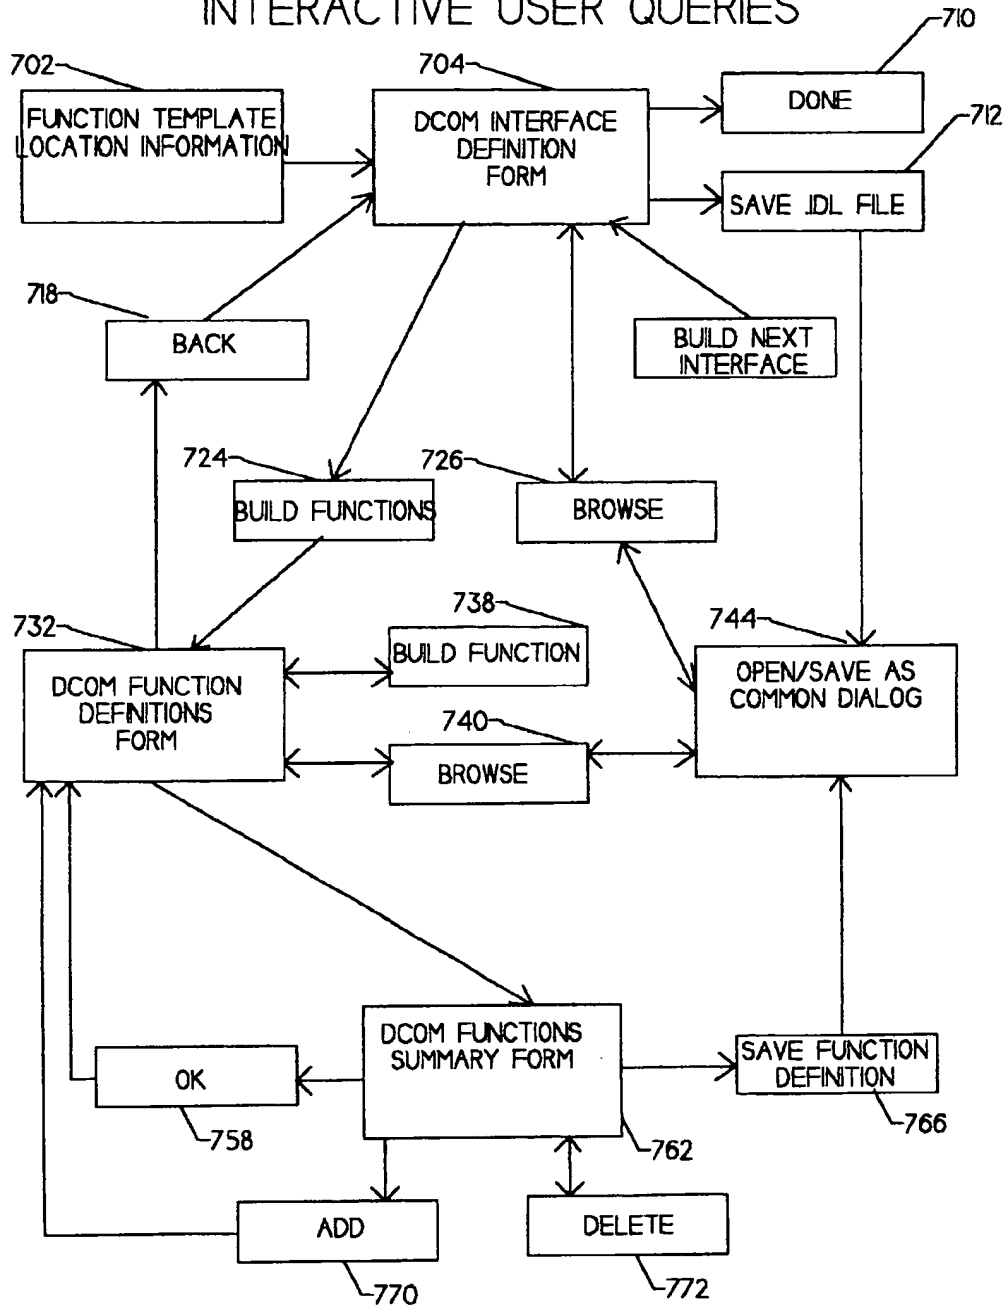 INTERACTIVE USER QUERIES
710
702
704
FUNCTION TEMPLATE
LOCATION INFORMATION
DCOM INTERFACE
DEFINITION
FORM
DONE
712
SAVE .IDL FILE
718
BACK
BUILD NEXT
INTERFACE
724
726
BUILD FUNCTIONS
BROWSE
732
738
744
DCOM FUNCTION
DEFINITIONS
FORM
BUILD FUNCTION
OPEN/SAVE AS
COMMON DIALOG
740
BROWSE
DCOM FUNCTIONS
SUMMARY FORM
SAVE FUNCTION
DEFINITION
OK
758
762
766
ADD
DELETE
770
772